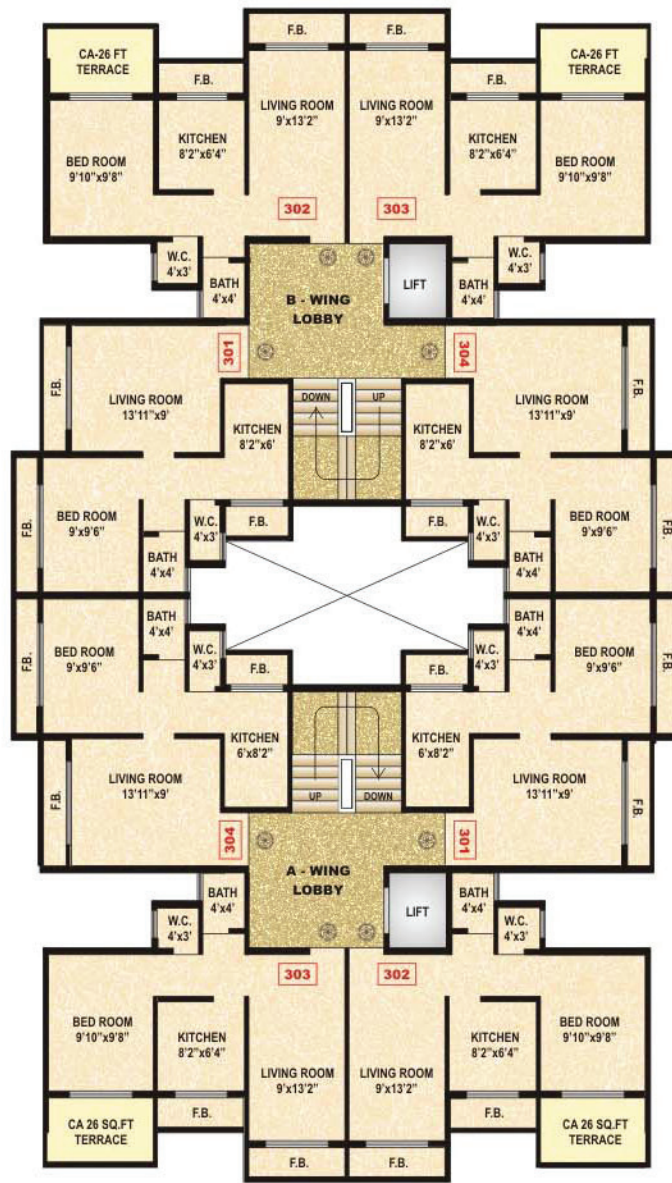 F.B.
F.B.
CA-26 FT
TERRACE
CA-26 FT
TERRACE
F.B.
F.B.
LIVING ROOM
9'x13'2"
LIVING ROOM
9'x13'2"
KITCHEN
8'2"x6'4"
KITCHEN
8'2"x6'4"
BED ROOM
9'10"x9'8"
BED ROOM
9'10"x9'8"
302
303
W.C.
4'x3'
W.C.
4'x3'
BATH
4'x4'
BATH
4'x4'
LIFT
B - WING
LOBBY
301
304
F.B.
F.B.
LIVING ROOM
13'11"x9'
LIVING ROOM
13'11"x9'
DOWN
UP
KITCHEN
8'2"x6'
KITCHEN
8'2"x6'
F.B.
F.B.
BED ROOM
9'x9'6"
BED ROOM
9'x9'6"
W.C.
4'x3'
F.B.
F.B.
W.C.
4'x3'
BATH
4'x4'
BATH
4'x4'
BATH
4'x4'
BATH
4'x4'
F.B.
F.B.
BED ROOM
9'x9'6"
BED ROOM
9'x9'6"
W.C.
4'x3'
F.B.
F.B.
W.C.
4'x3'
KITCHEN
6'x8'2"
KITCHEN
6'x8'2"
LIVING ROOM
13'11"x9'
LIVING ROOM
13'11"x9'
F.B.
F.B.
UP
DOWN
304
301
A - WING
LOBBY
BATH
4'x4'
BATH
4'x4'
LIFT
W.C.
4'x3'
W.C.
4'x3'
303
302
BED ROOM
9'10"x9'8"
BED ROOM
9'10"x9'8"
KITCHEN
8'2"x6'4"
KITCHEN
8'2"x6'4"
LIVING ROOM
9'x13'2"
LIVING ROOM
9'x13'2"
F.B.
F.B.
CA 26 SQ.FT
TERRACE
CA 26 SQ.FT
TERRACE
F.B.
F.B.